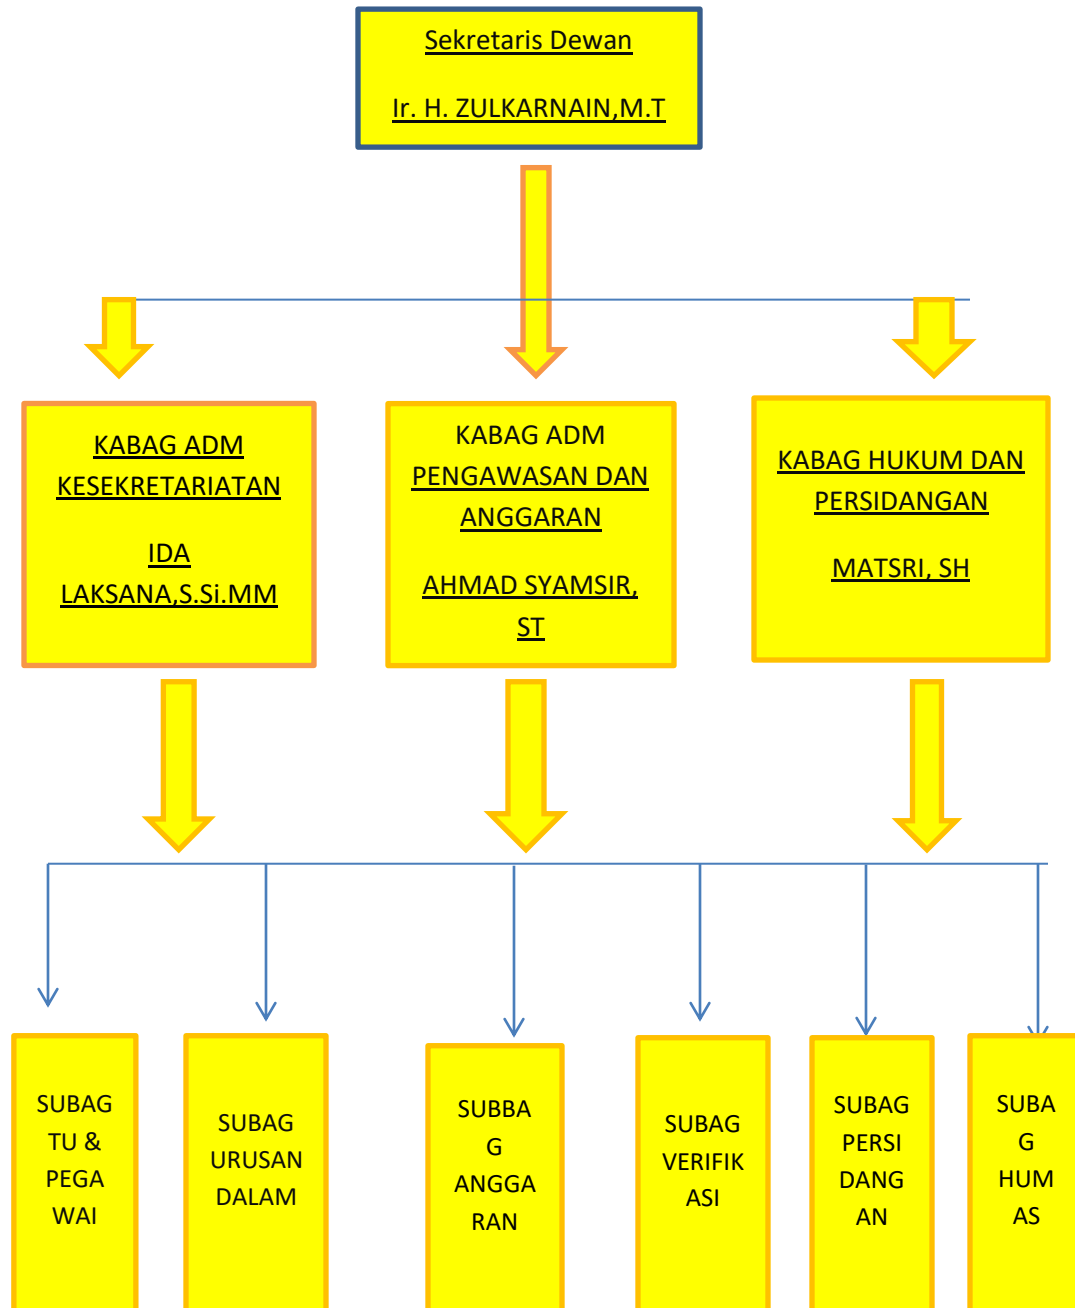 Sekretaris Dewan
Ir. H. ZULKARNAIN,M.T
KABAG ADM
KESEKRETARIATAN
IDA
LAKSANA,S.Si.MM
KABAG ADM
PENGAWASAN DAN
ANGGARAN
AHMAD SYAMSIR,
ST
KABAG HUKUM DAN
PERSIDANGAN
MATSRI, SH
SUBAG
TU &
PEGA
WAI
SUBAG
URUSAN
DALAM
SUBBA
G
ANGGA
RAN
SUBAG
VERIFIK
ASI
SUBAG
PERSI
DANG
AN
SUBA
G
HUM
AS